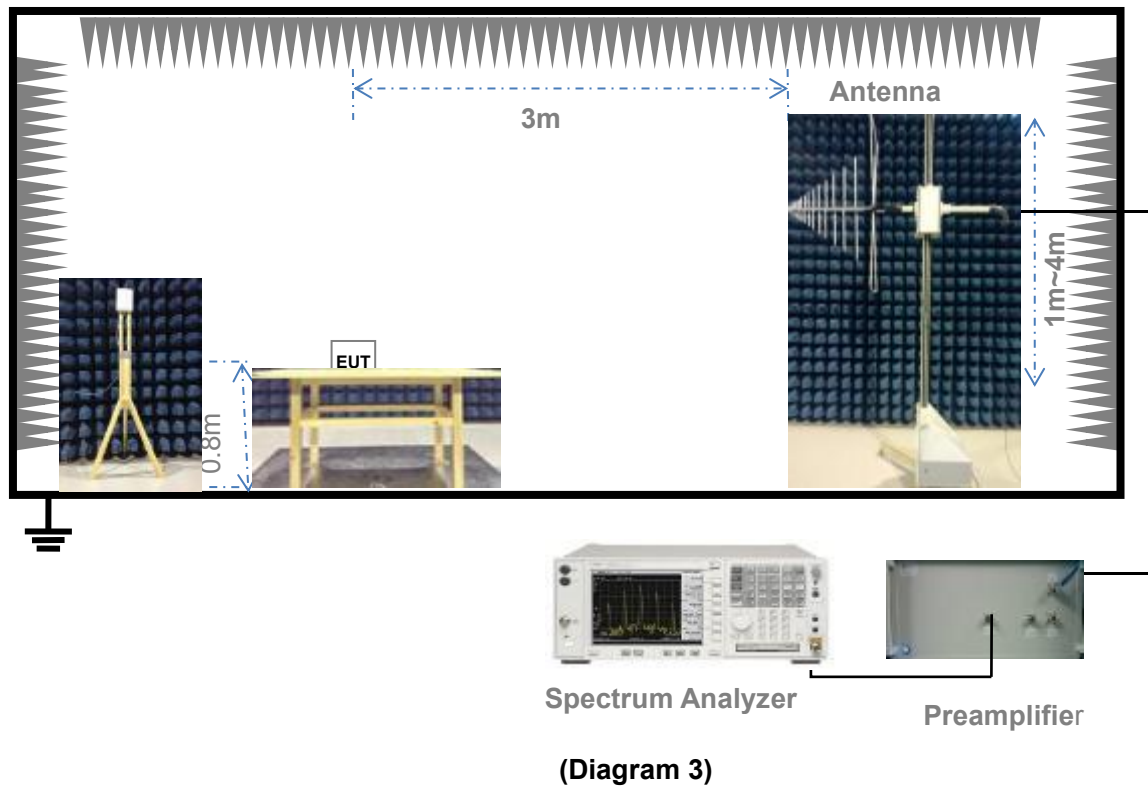 Antenna
3m
1m~4m
EUT
0.8m
Spectrum Analyzer
Preamplifier
(Diagram 3)